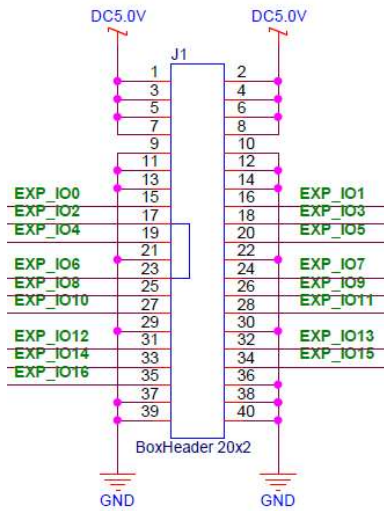 DC5.0V DC5.0V
J1
1 2
3 4
5 6
7 8
9 10
11 12
13 14
EXP_IO0 15 16 EXP_IO1
EXP_IO2 17 18 EXP_IO3
EXP_IO4 19 20 EXP_IO5
21 22
EXP_IO6 23 24 EXP_IO7
EXP_IO8 25 26 EXP_IO9
EXP_IO10 27 28 EXP_IO11
29 30
EXP_IO12 31 32 EXP_IO13
EXP_IO14 33 34 EXP_IO15
EXP_IO16 35 36
37 38
39 40
BoxHeader 20x2
GND GND